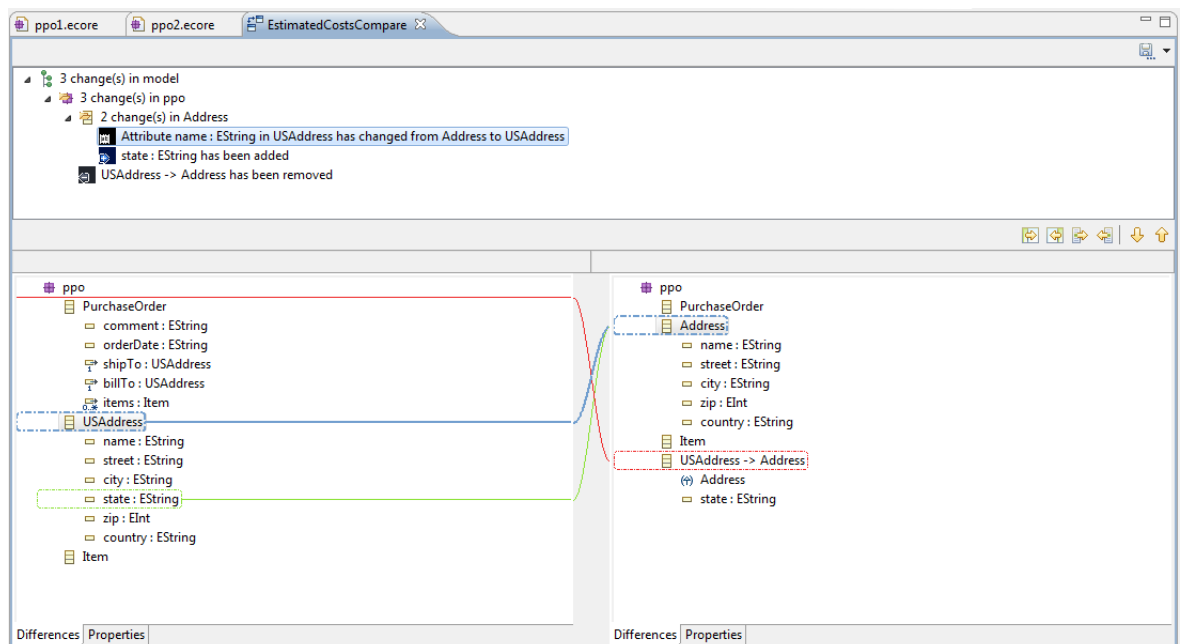 ppo1.ecore ppo2.ecore EstimatedCostsCompare
3 change(s) in model
3 change(s) in ppo
2 change(s) in Address
Attribute name : EString in USAddress has changed from Address to USAddress
state : EString has been added
USAddress -> Address has been removed
ppo
PurchaseOrder
comment : EString
orderDate : EString
shipTo : USAddress
billTo : USAddress
items : Item
USAddress
name : EString
street : EString
city : EString
state : EString
zip : EInt
country : EString
Item
Differences Properties
ppo
PurchaseOrder
Address
name : EString
street : EString
city : EString
zip : EInt
country : EString
Item
USAddress -> Address
Address
state : EString
Differences Properties